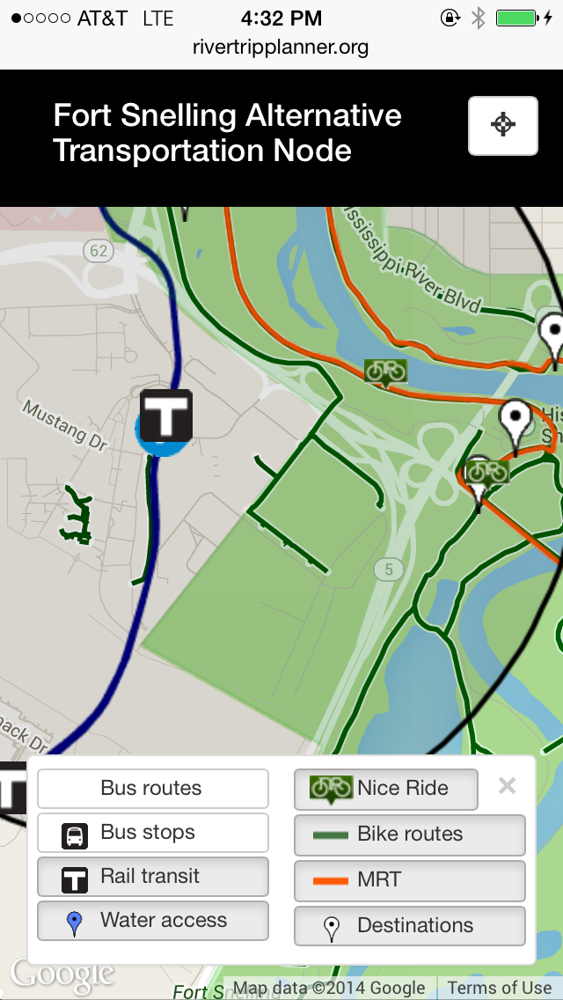 AT&T LTE 4:32 PM
rivertripplanner.org
Fort Snelling Alternative
Transportation Node
62
ississippi River Blvd
Mustang Dr
His
Sn
5
mack Dr
T
T
Bus routes
Nice Ride
×
Bus stops
Bike routes
T Rail transit
MRT
Water access
Destinations
Google
Fort Snelling
Map data ©2014 Google
Terms of Use